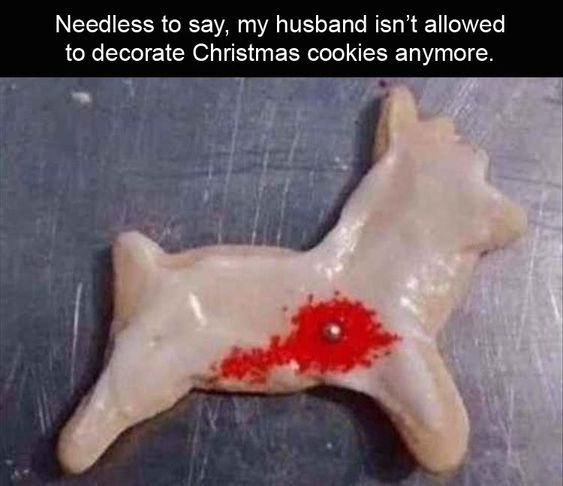 Needless to say, my husband isn’t allowed
to decorate Christmas cookies anymore.